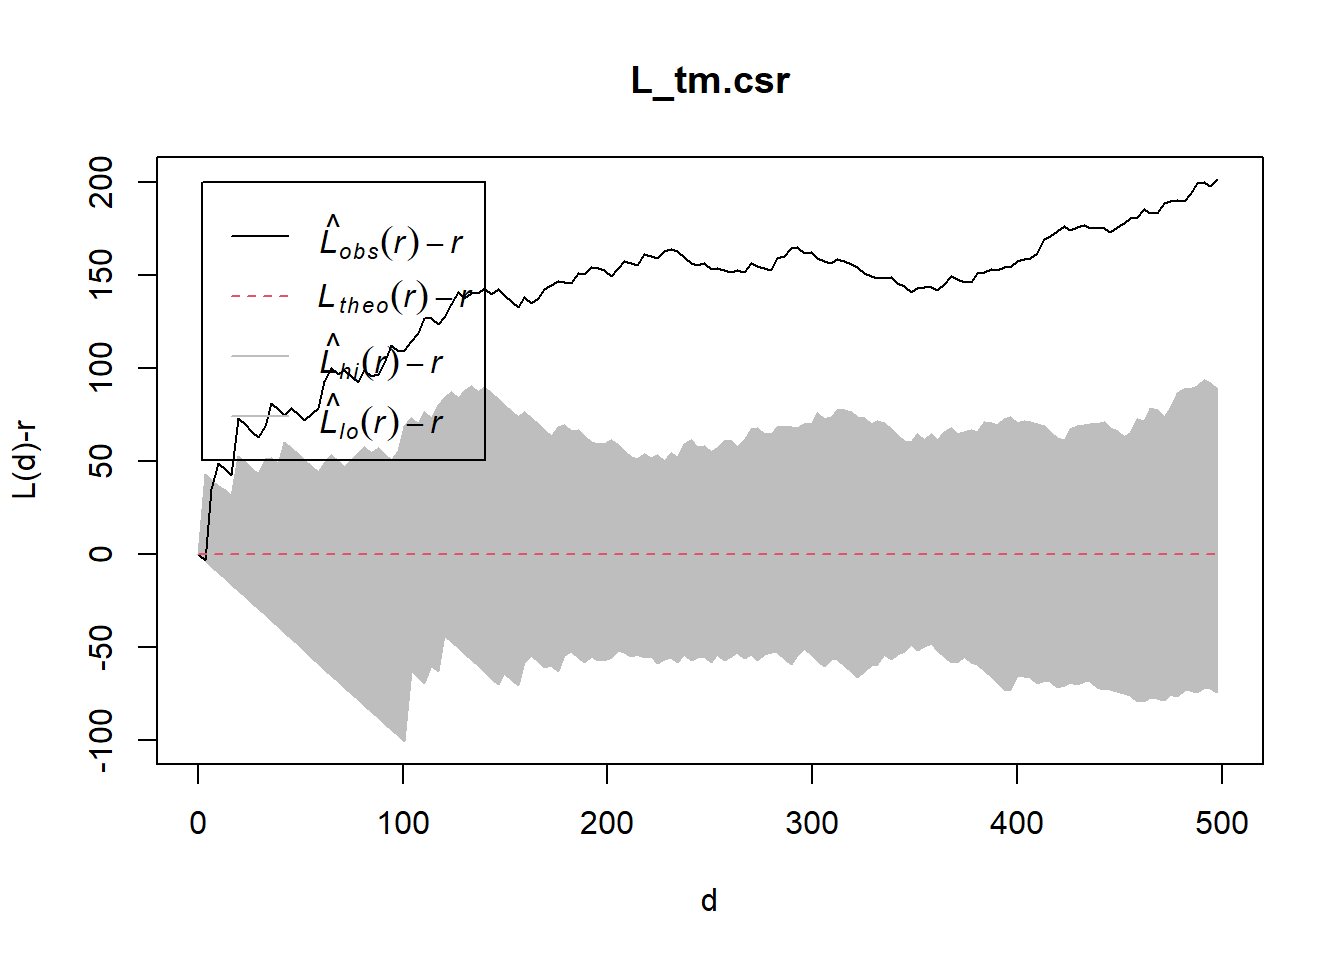 L_tm.csr
L̂obs(r) – r
Ltheo(r) – r
L̂hi(r) – r
L̂lo(r) – r
L(d)-r
200
150
100
50
0
-50
-100
0 100 200 300 400 500
d